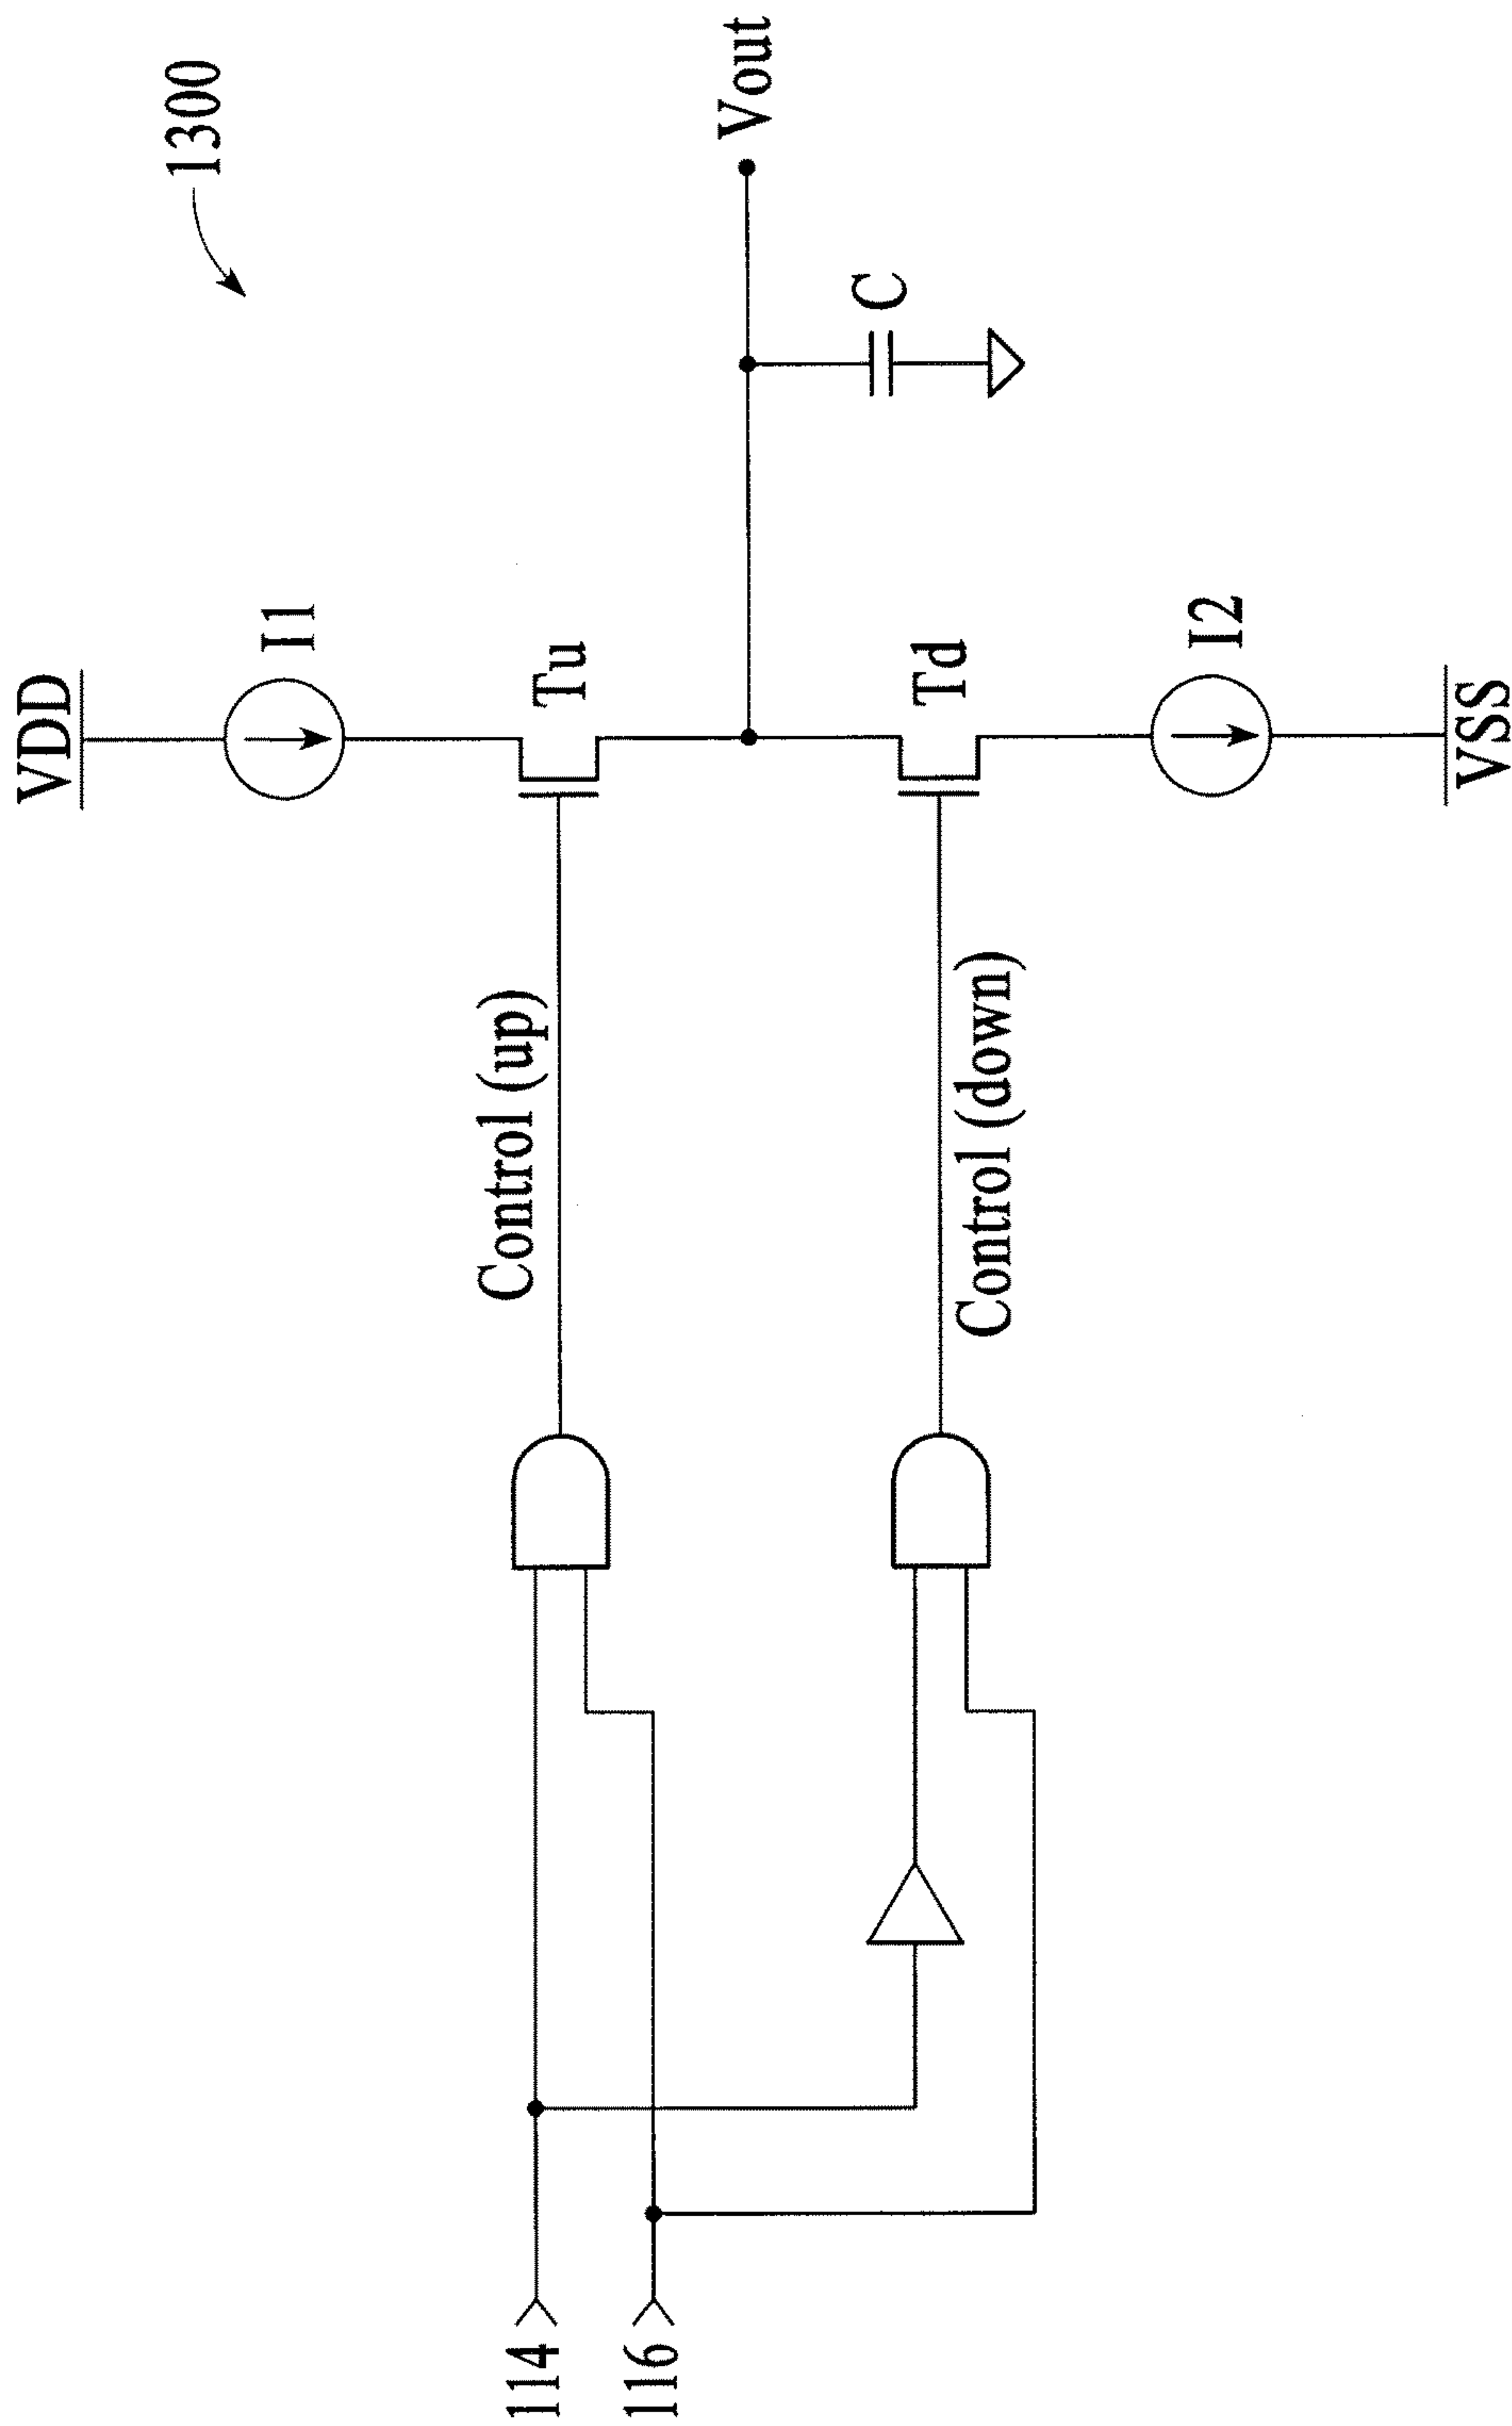 1300
VDD
I1
Tu
Control (up)
Vout
C
114
116
Control (down)
Td
I2
VSS